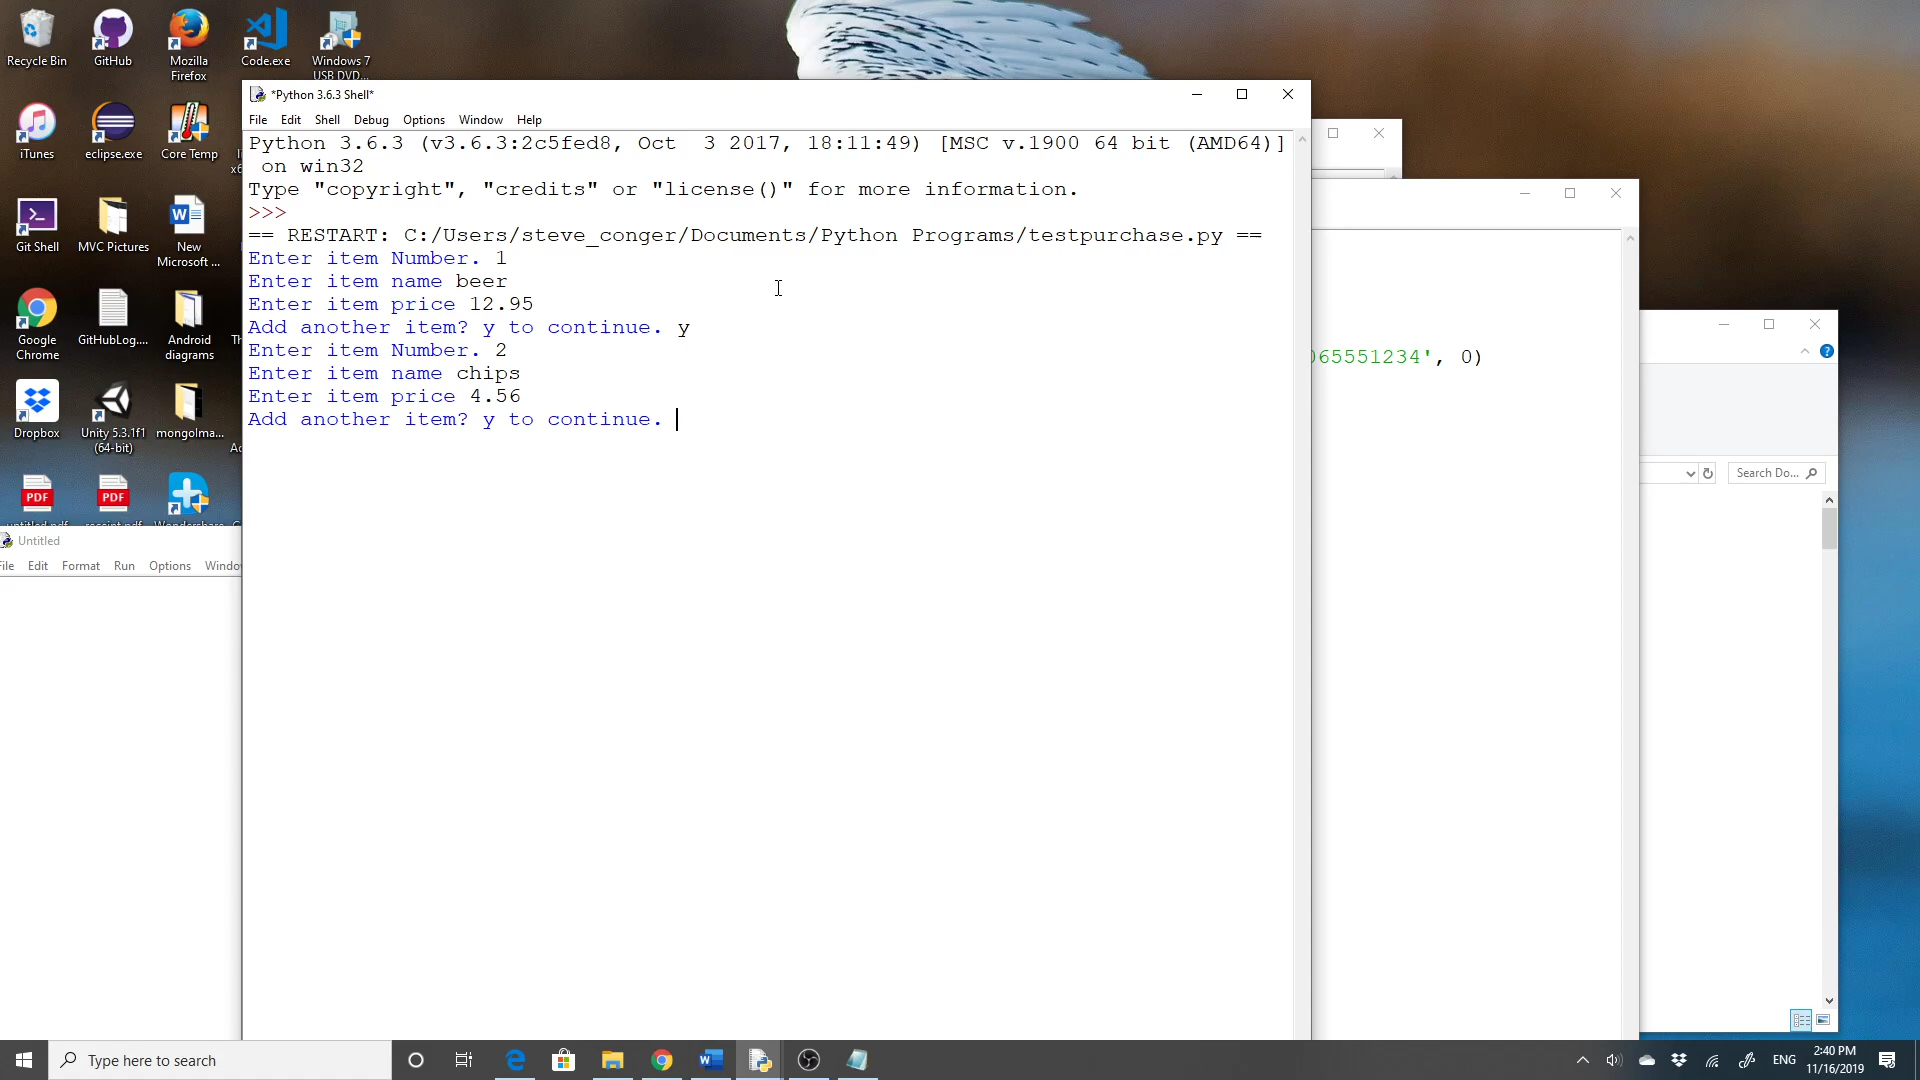 Recycle Bin
GitHub
Mozilla Firefox
Code.exe
Windows 7 USB DVD...
iTunes
eclipse.exe
Core Temp
Git Shell
MVC Pictures
New Microsoft ...
Google Chrome
GitHubLog....
Android diagrams
Dropbox
Unity 5.3.1f1 (64-bit)
mongolma...
PDF
PDF
*Python 3.6.3 Shell*
File Edit Shell Debug Options Window Help
Python 3.6.3 (v3.6.3:2c5fed8, Oct  3 2017, 18:11:49) [MSC v.1900 64 bit (AMD64)]
on win32
Type "copyright", "credits" or "license()" for more information.
>>>
== RESTART: C:/Users/steve_conger/Documents/Python Programs/testpurchase.py ==
Enter item Number. 1
Enter item name beer
Enter item price 12.95
Add another item? y to continue. y
Enter item Number. 2
Enter item name chips
Enter item price 4.56
Add another item? y to continue.
065551234', 0)
Search Do...
Untitled
File Edit Format Run Options Windo
Type here to search
ENG
2:40 PM
11/16/2019